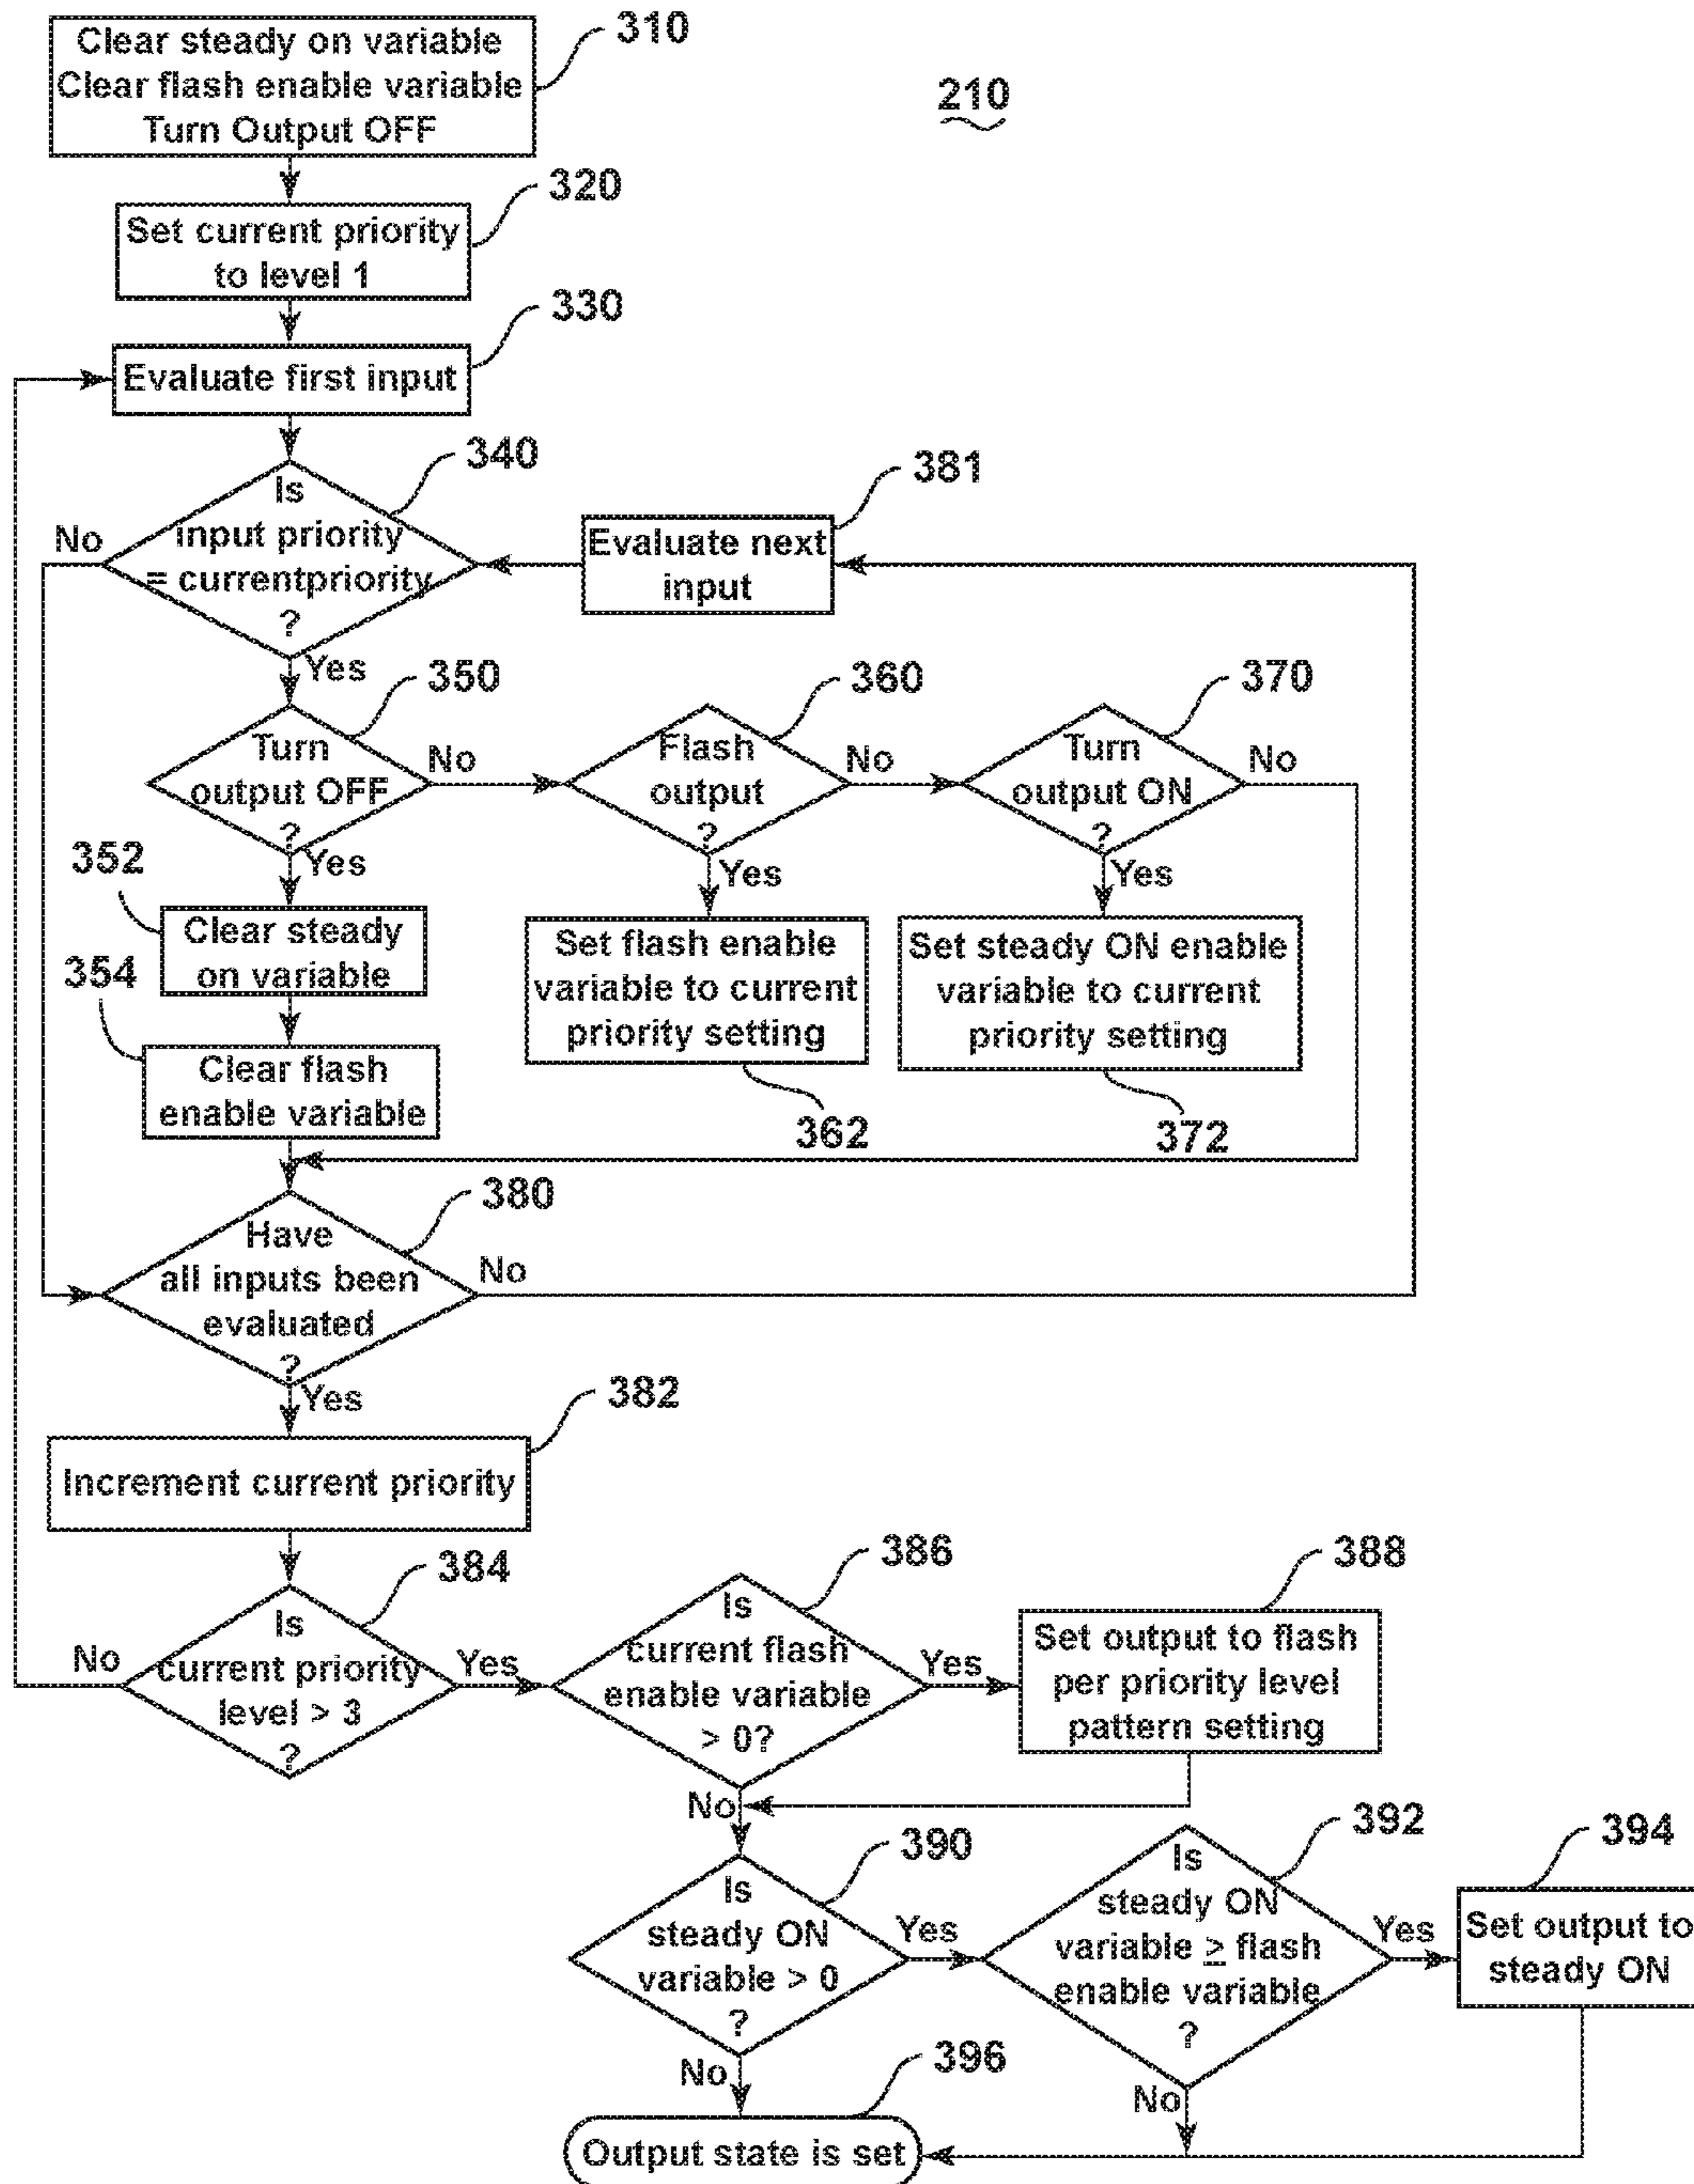 Clear steady on variable
Clear flash enable variable
Turn Output OFF
310
210
320
Set current priority
to level 1
330
Evaluate first input
340
Is
input priority
= currentpriority
?
No
Yes
381
Evaluate next
input
350
Turn
output OFF
?
No
Yes
360
Flash
output
?
No
Yes
370
Turn
output ON
?
No
Yes
352
Clear steady
on variable
354
Clear flash
enable variable
Set flash enable
variable to current
priority setting
362
Set steady ON enable
variable to current
priority setting
372
380
Have
all inputs been
evaluated
?
No
Yes
382
Increment current priority
384
Is
current priority
level > 3
?
No
Yes
386
Is
current flash
enable variable
> 0?
Yes
No
388
Set output to flash
per priority level
pattern setting
390
Is
steady ON
variable > 0
?
Yes
No
392
Is
steady ON
variable ≥ flash
enable variable
?
Yes
No
394
Set output to
steady ON
396
Output state is set